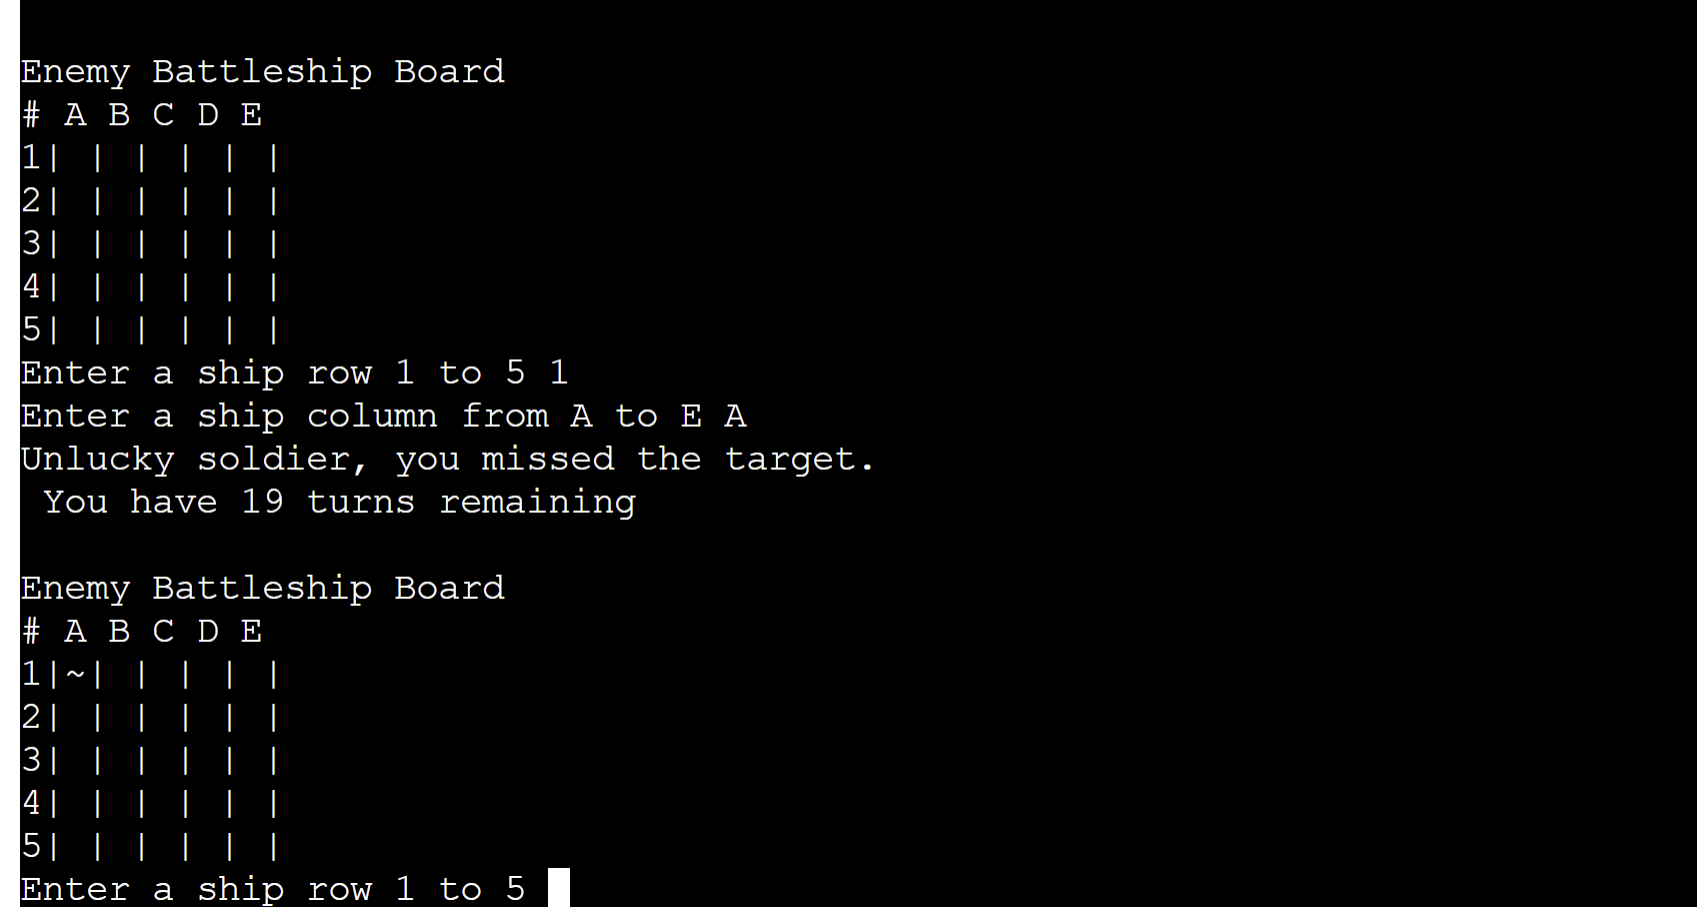 Enemy Battleship Board
# A B C D E
1| | | | | |
2| | | | | |
3| | | | | |
4| | | | | |
5| | | | | |
Enter a ship row 1 to 5 1
Enter a ship column from A to E A
Unlucky soldier, you missed the target.
 You have 19 turns remaining
Enemy Battleship Board
# A B C D E
1|~| | | | |
2| | | | | |
3| | | | | |
4| | | | | |
5| | | | | |
Enter a ship row 1 to 5